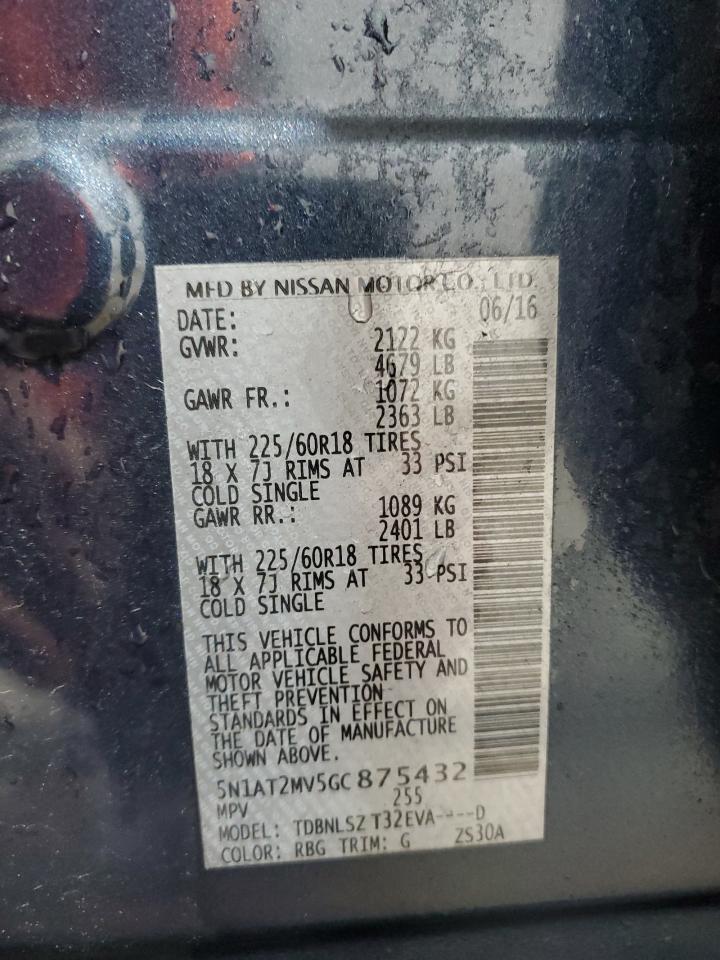 MFD BY NISSAN MOTOR CO., LTD.
DATE: 06/16
GVWR: 2122 KG
4679 LB
GAWR FR.: 1072 KG
2363 LB
WITH 225/60R18 TIRES
18 X 7J RIMS AT 33 PSI
COLD SINGLE
GAWR RR.: 1089 KG
2401 LB
WITH 225/60R18 TIRES
18 X 7J RIMS AT 33 PSI
COLD SINGLE
THIS VEHICLE CONFORMS TO
ALL APPLICABLE FEDERAL
MOTOR VEHICLE SAFETY AND
THEFT PREVENTION
STANDARDS IN EFFECT ON
THE DATE OF MANUFACTURE
SHOWN ABOVE.
5N1AT2MV5GC875432
MPV 255
MODEL: TDBNLSZ T32EVA----D
COLOR: RBG TRIM: G ZS30A